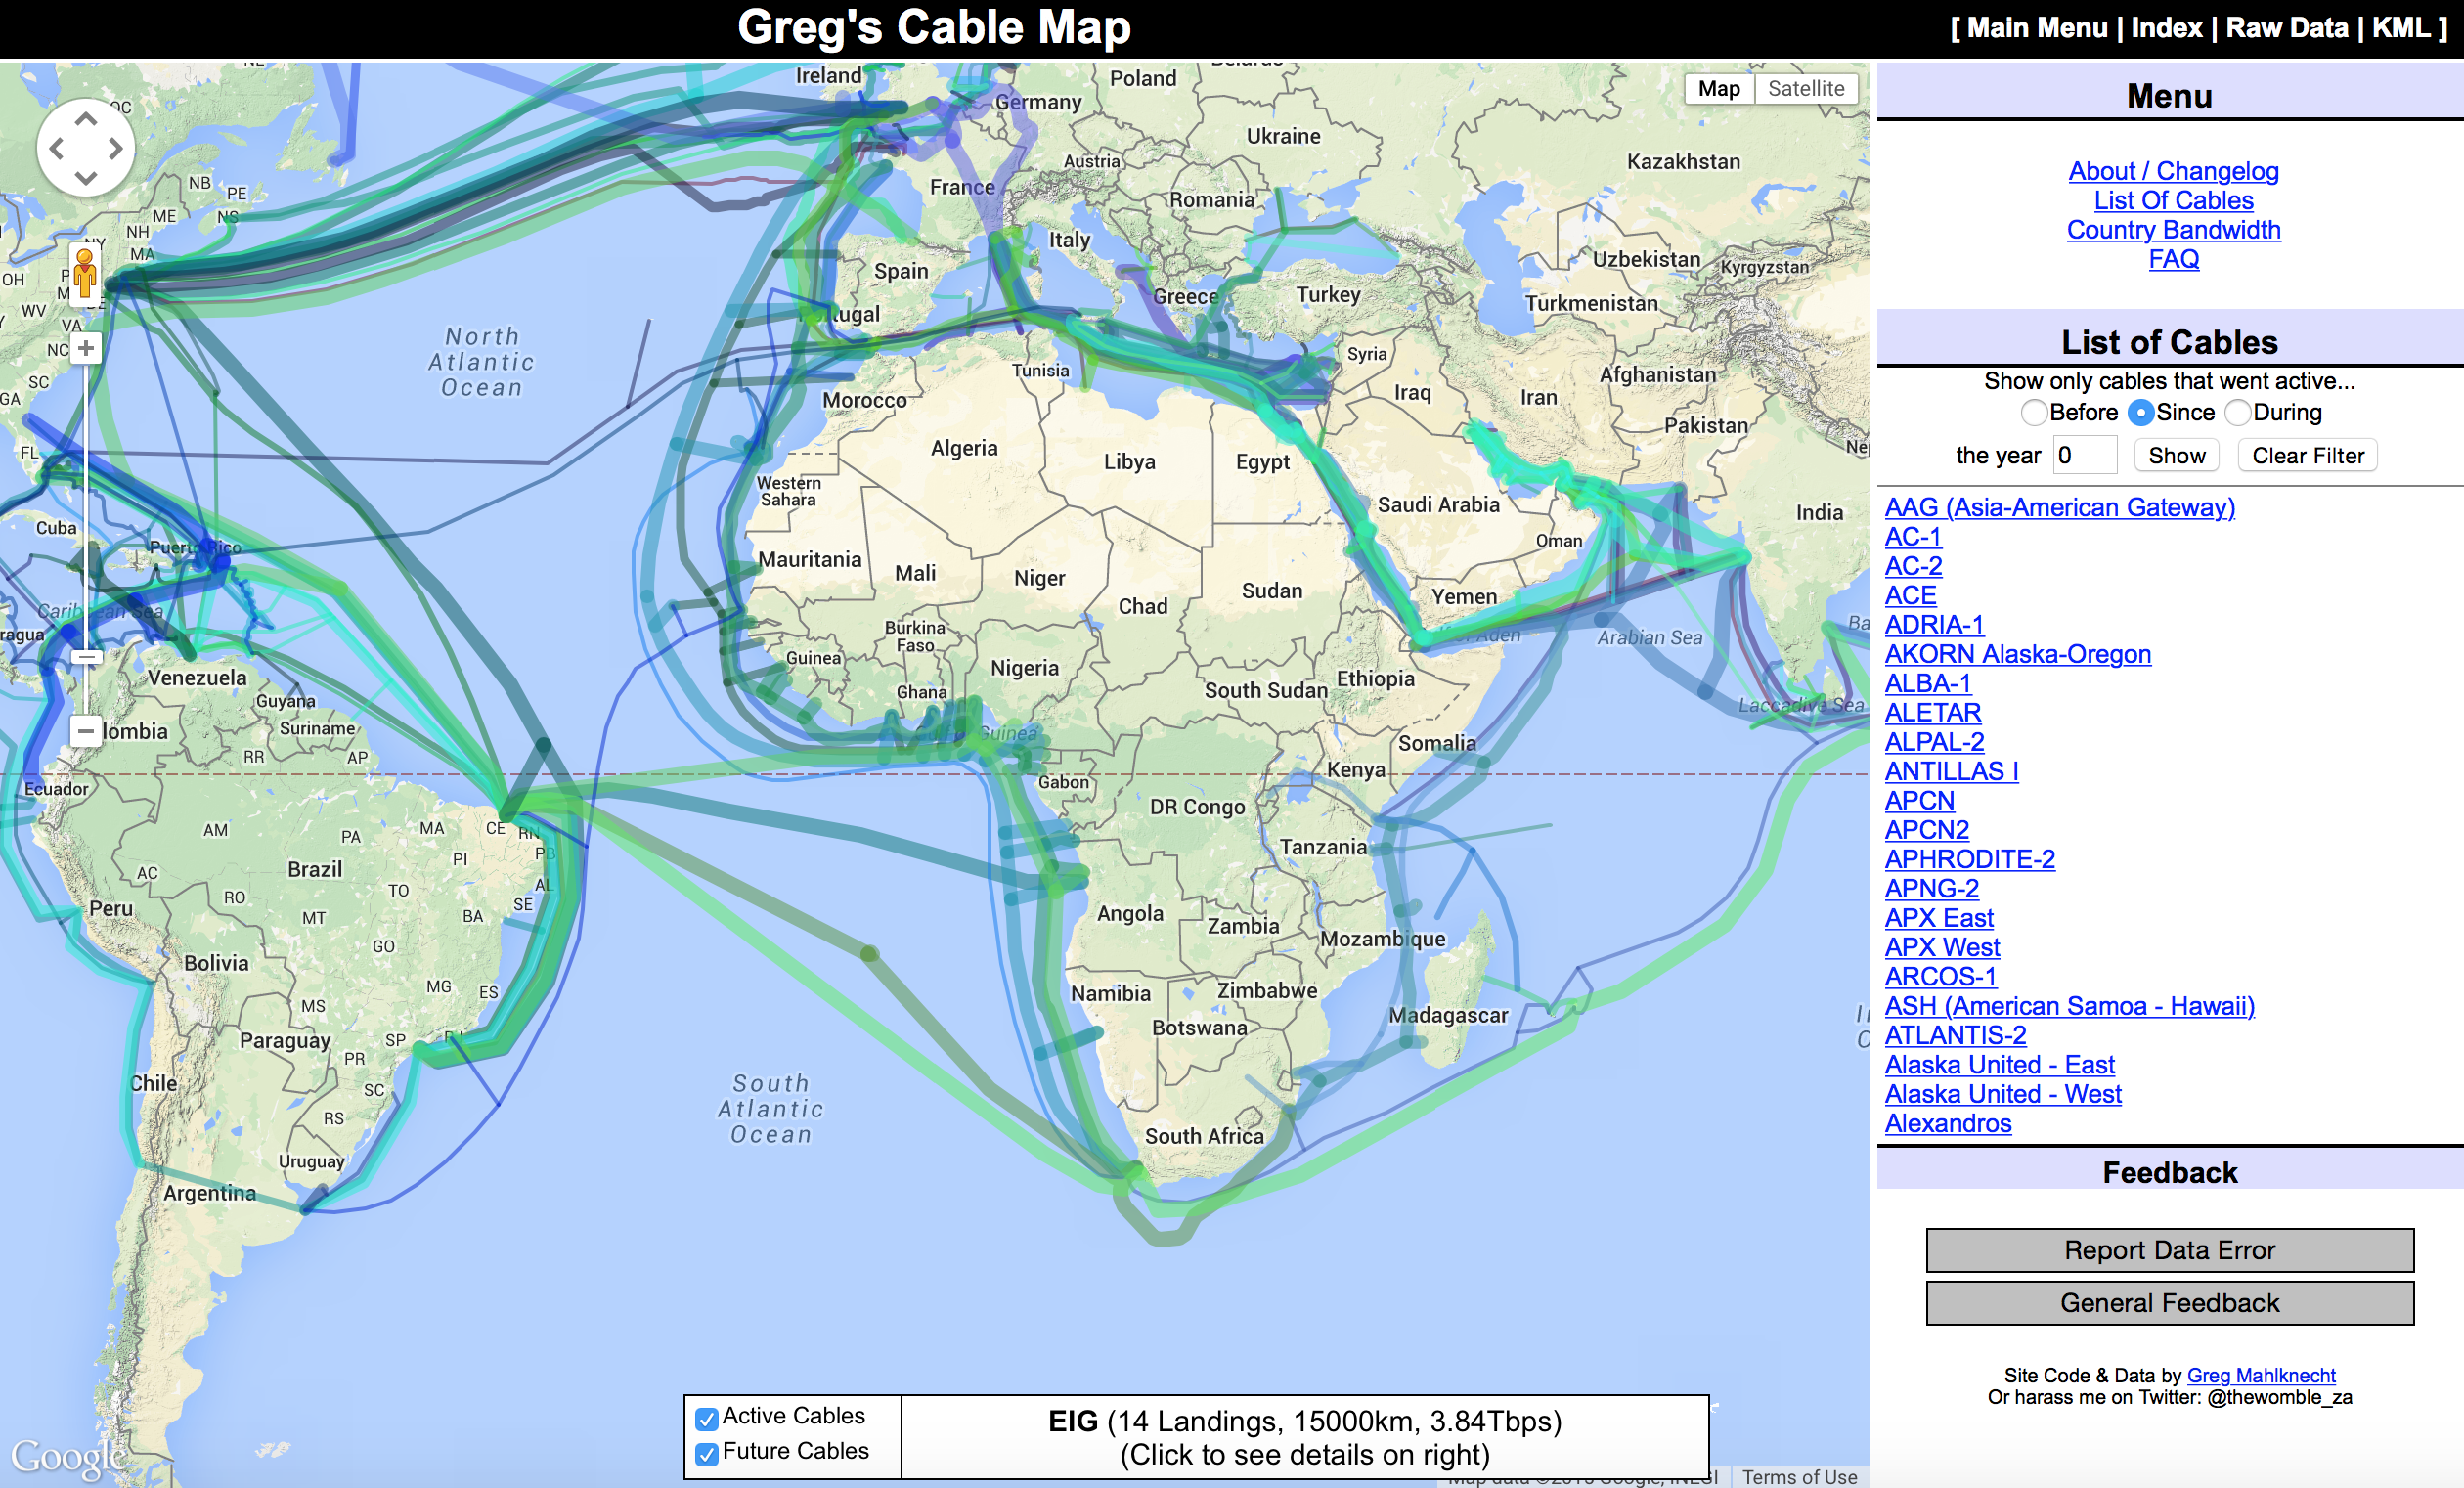 Greg's Cable Map
[ Main Menu | Index | Raw Data | KML ]
Ireland
Poland
Map
Satellite
Germany
Ukraine
Kazakhstan
Austria
France
Romania
NB
PE
ME
NS
NH
NY
MA
Italy
Spain
Uzbekistan
Kyrgyzstan
OH
Greece
Turkey
Turkmenistan
WV
VA
NC
North
Atlantic
Ocean
Syria
Tunisia
Afghanistan
SC
GA
Iraq
Iran
Morocco
Pakistan
FL
Algeria
Libya
Egypt
Western
Sahara
Saudi Arabia
India
Cuba
Puerto Rico
Oman
Mauritania
Mali
Niger
Sudan
Chad
Yemen
Caribbean Sea
Burkina
Faso
Arabian Sea
Guinea
Nigeria
Venezuela
Ethiopia
Ghana
South Sudan
Guyana
Laccadive Sea
Suriname
Guinea
Somalia
RR
AP
Kenya
Gabon
Ecuador
DR Congo
AM
PA
MA
CE
RN
Tanzania
PB
PI
Brazil
AC
AL
RO
TO
SE
Peru
MT
BA
Angola
Zambia
GO
Mozambique
Bolivia
MG
ES
MS
Namibia
Zimbabwe
Madagascar
Botswana
Paraguay
SP
PR
Chile
SC
South
Atlantic
Ocean
RS
South Africa
Uruguay
Argentina
Google
Active Cables
Future Cables
EIG (14 Landings, 15000km, 3.84Tbps)
(Click to see details on right)
Terms of Use
Menu
About / Changelog
List Of Cables
Country Bandwidth
FAQ
List of Cables
Show only cables that went active...
Before Since During
the year 0 Show Clear Filter
AAG (Asia-American Gateway)
AC-1
AC-2
ACE
ADRIA-1
AKORN Alaska-Oregon
ALBA-1
ALETAR
ALPAL-2
ANTILLAS I
APCN
APCN2
APHRODITE-2
APNG-2
APX East
APX West
ARCOS-1
ASH (American Samoa - Hawaii)
ATLANTIS-2
Alaska United - East
Alaska United - West
Alexandros
Feedback
Report Data Error
General Feedback
Site Code & Data by Greg Mahlknecht
Or harass me on Twitter: @thewomble_za